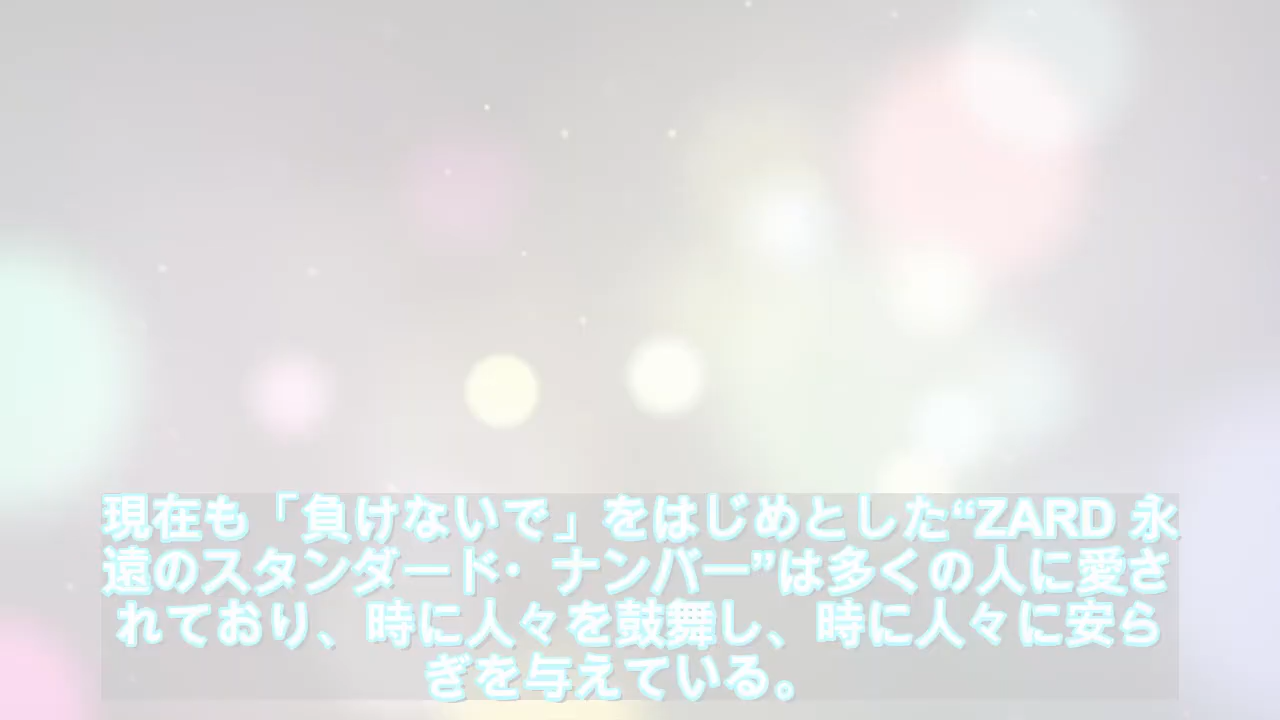 現在も「負けないで」をはじめとした“ZARD 永
遠のスタンダード・ナンバー”は多くの人に愛さ
れており、時に人々を鼓舞し、時に人々に安ら
ぎを与えている。